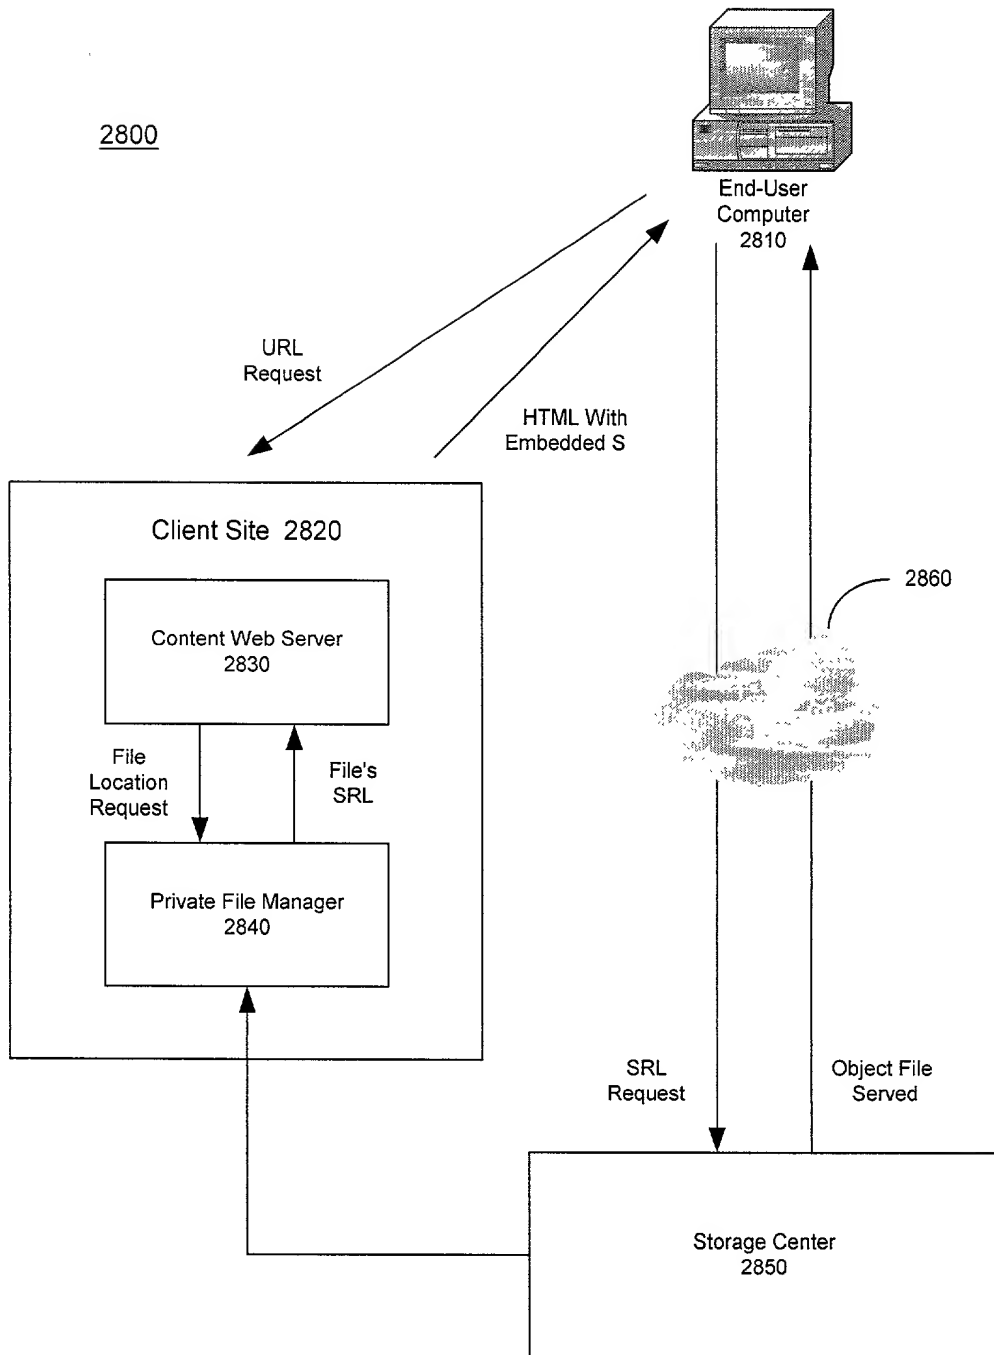 2800
End-User
Computer
2810
URL
Request
HTML With
Embedded S
Client Site 2820
2860
Content Web Server
2830
File
Location
Request
File's
SRL
Private File Manager
2840
SRL
Request
Object File
Served
Storage Center
2850